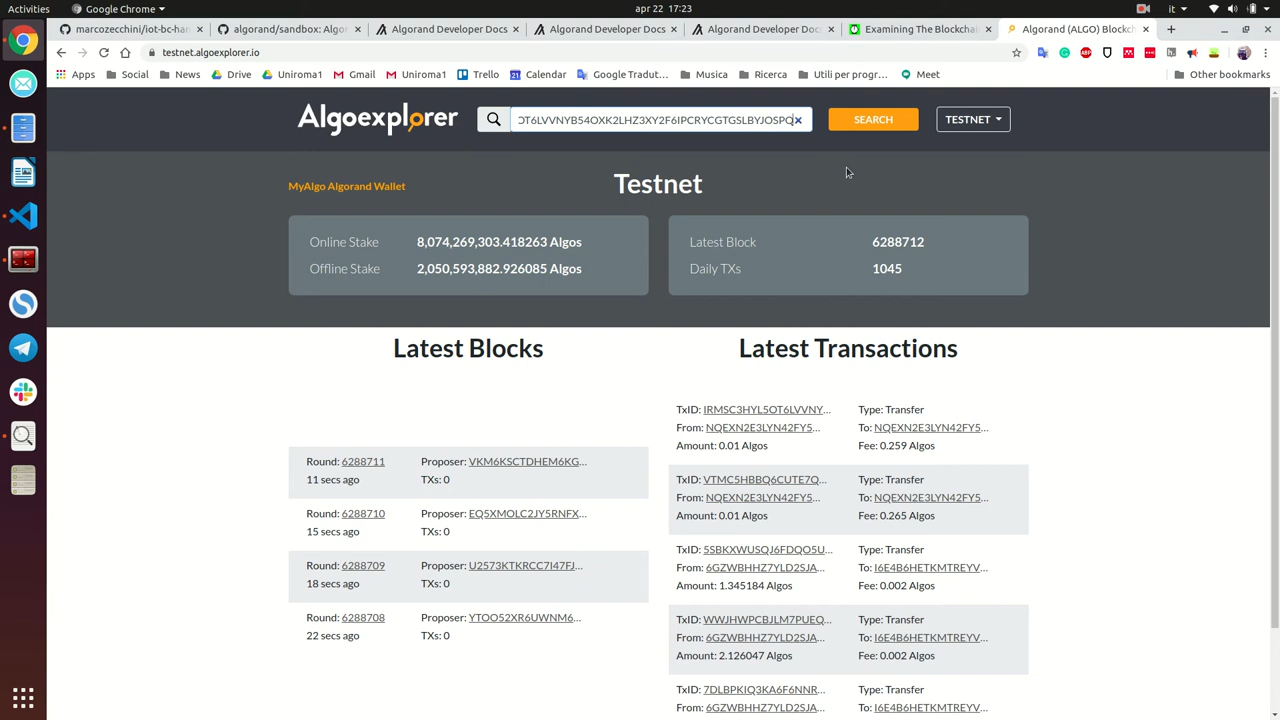 Activities
Google Chrome
apr 22 17:23
it
marcozecchini/iot-bc-han
algorand/sandbox: Algor
Algorand Developer Docs
Algorand Developer Docs
Algorand Developer Docs
Examining The Blockchai
Algorand (ALGO) Blockch
testnet.algoexplorer.io
Apps
Social
News
Drive
Uniroma1
Gmail
Uniroma1
Trello
Calendar
Google Tradut...
Musica
Ricerca
Utili per progr...
Meet
Other bookmarks
Algoexplorer
OT6LVVNYB54OXK2LHZ3XY2F6IPCRYCGTGSLBYJOSPQ
SEARCH
TESTNET
MyAlgo Algorand Wallet
Testnet
Online Stake 8,074,269,303.418263 Algos
Offline Stake 2,050,593,882.926085 Algos
Latest Block 6288712
Daily TXs 1045
Latest Blocks
Round: 6288711 Proposer: VKM6KSCTDHEM6KG...
11 secs ago TXs: 0
Round: 6288710 Proposer: EQ5XMOLC2JY5RNFX...
15 secs ago TXs: 0
Round: 6288709 Proposer: U2573KTKRCC7I47FJ...
18 secs ago TXs: 0
Round: 6288708 Proposer: YTOO52XR6UWNM6...
22 secs ago TXs: 0
Latest Transactions
TxID: IRMSC3HYL5OT6LVVNY... Type: Transfer
From: NQEXN2E3LYN42FY5... To: NQEXN2E3LYN42FY5...
Amount: 0.01 Algos Fee: 0.259 Algos
TxID: VTMC5HBBQ6CUTE7Q... Type: Transfer
From: NQEXN2E3LYN42FY5... To: NQEXN2E3LYN42FY5...
Amount: 0.01 Algos Fee: 0.265 Algos
TxID: 5SBKXWUSQJ6FDQO5U... Type: Transfer
From: 6GZWBHHZ7YLD2SJA... To: I6E4B6HETKMTREYV...
Amount: 1.345184 Algos Fee: 0.002 Algos
TxID: WWJHWPCBJLM7PUEQ... Type: Transfer
From: 6GZWBHHZ7YLD2SJA... To: I6E4B6HETKMTREYV...
Amount: 2.126047 Algos Fee: 0.002 Algos
TxID: 7DLBPKIQ3KA6F6NNR... Type: Transfer
From: 6GZWBHHZ7YLD2SJA... To: I6E4B6HETKMTREYV...